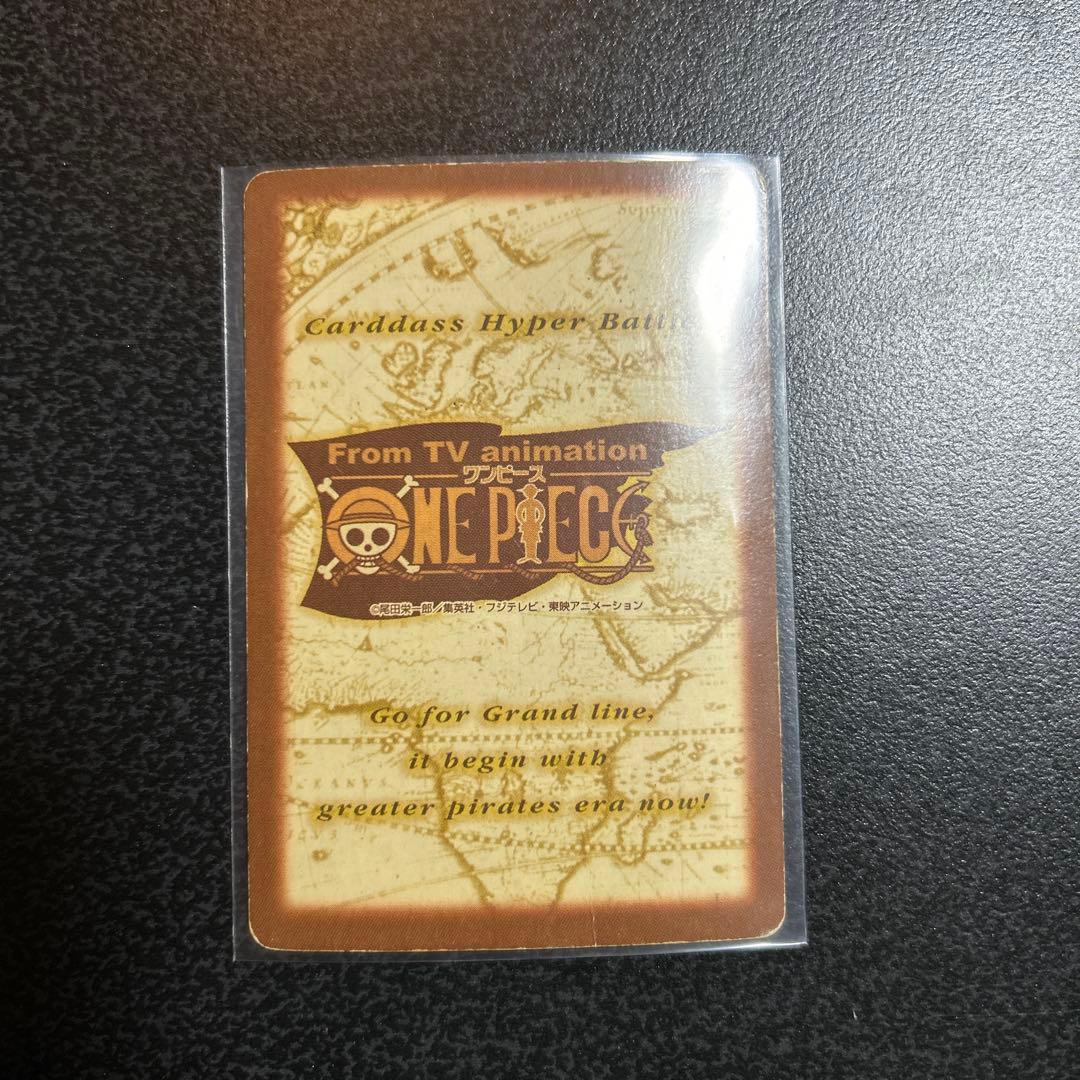 Carddass Hyper Battle
From TV animation
ワンピース
ONE PIECE
©尾田栄一郎／集英社・フジテレビ・東映アニメーション
Go for Grand line,
it begin with
greater pirates era now!